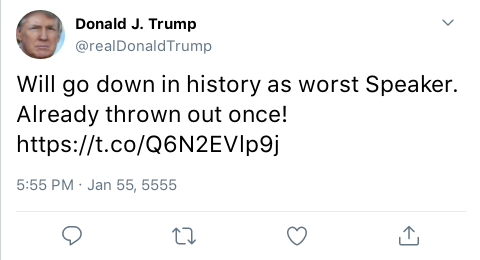 Donald J. Trump
@realDonaldTrump
Will go down in history as worst Speaker.
Already thrown out once!
https://t.co/Q6N2EVlp9j
5:55 PM · Jan 55, 5555